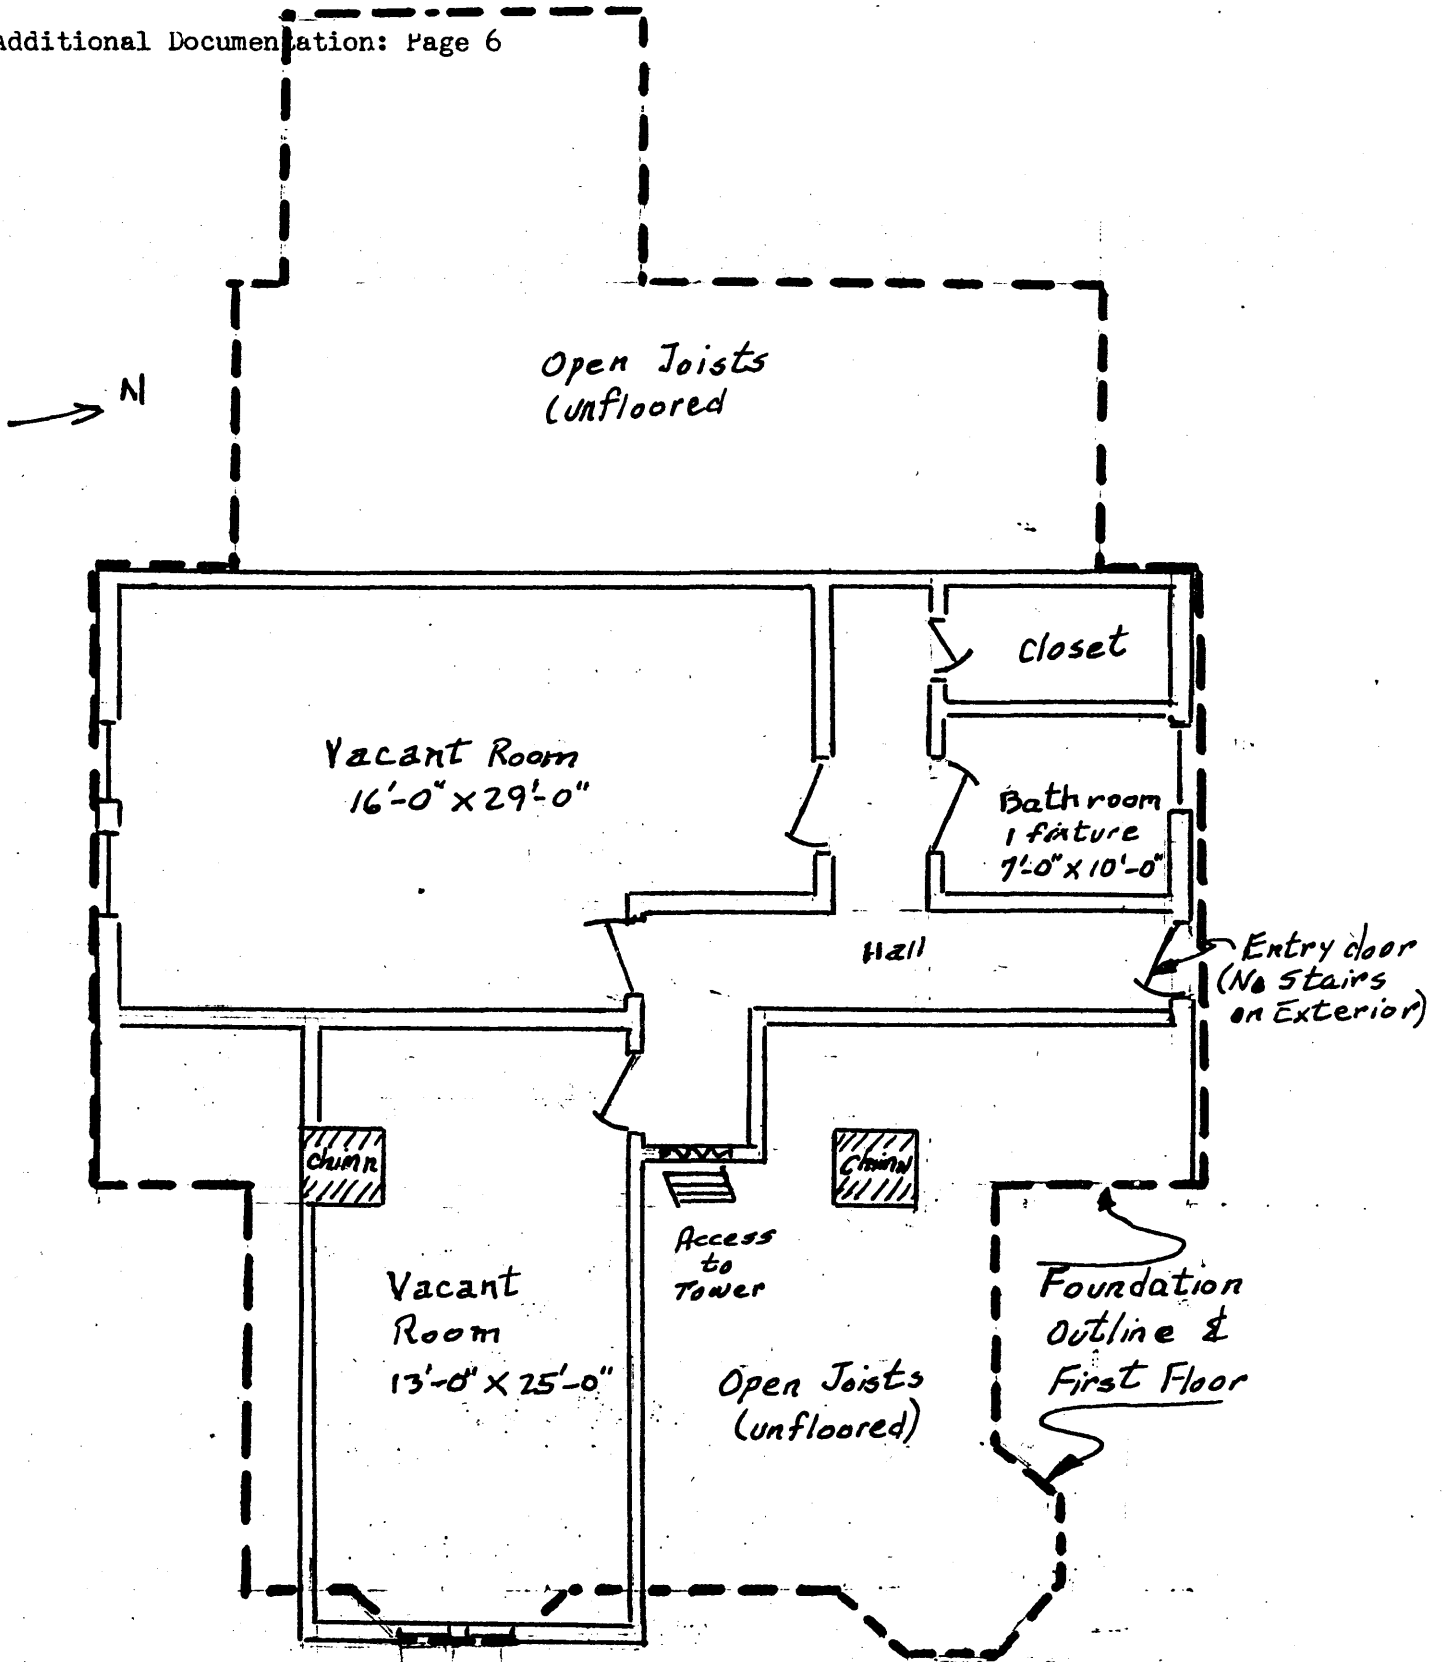 Additional Documentation: Page 6
Open Joists
(unfloored
N
Closet
Vacant Room
16'-0" X 29'-0"
Bathroom
1 fixture
7'-0" X 10'-0"
Hall
Entry door
(No Stairs
on Exterior)
Chimn
Chimn
Access
to
Tower
Vacant
Room
13'-0" X 25'-0"
Foundation
Outline &
First Floor
Open Joists
(unfloored)